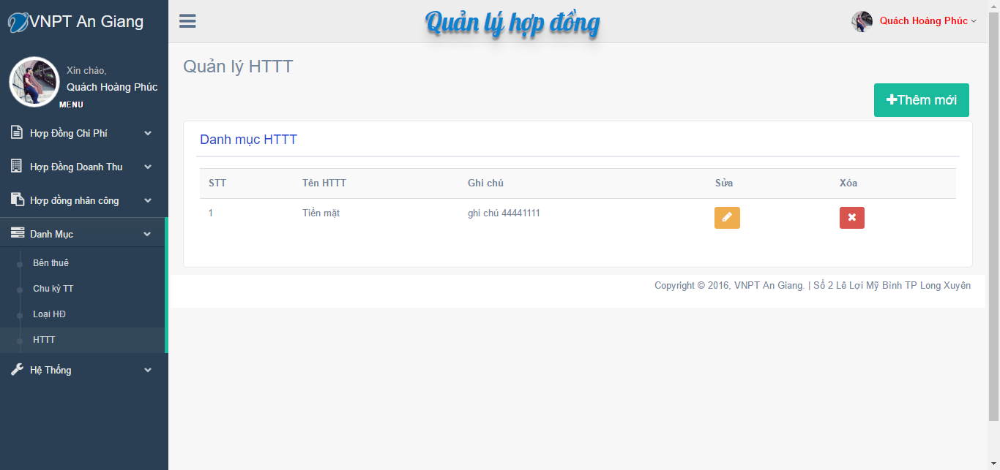 VNPT An Giang
Quản lý hợp đồng
Quách Hoàng Phúc
Xin chào,
Quách Hoàng Phúc
MENU
Hợp Đồng Chi Phí
Hợp Đồng Doanh Thu
Hợp đồng nhân công
Danh Mục
Bên thuê
Chu kỳ TT
Loại HĐ
HTTT
Hệ Thống
Quản lý HTTT
Thêm mới
Danh mục HTTT
STT Tên HTTT Ghi chú Sửa Xóa
1 Tiền mặt ghi chú 44441111
Copyright © 2016, VNPT An Giang. | Số 2 Lê Lợi Mỹ Bình TP Long Xuyên